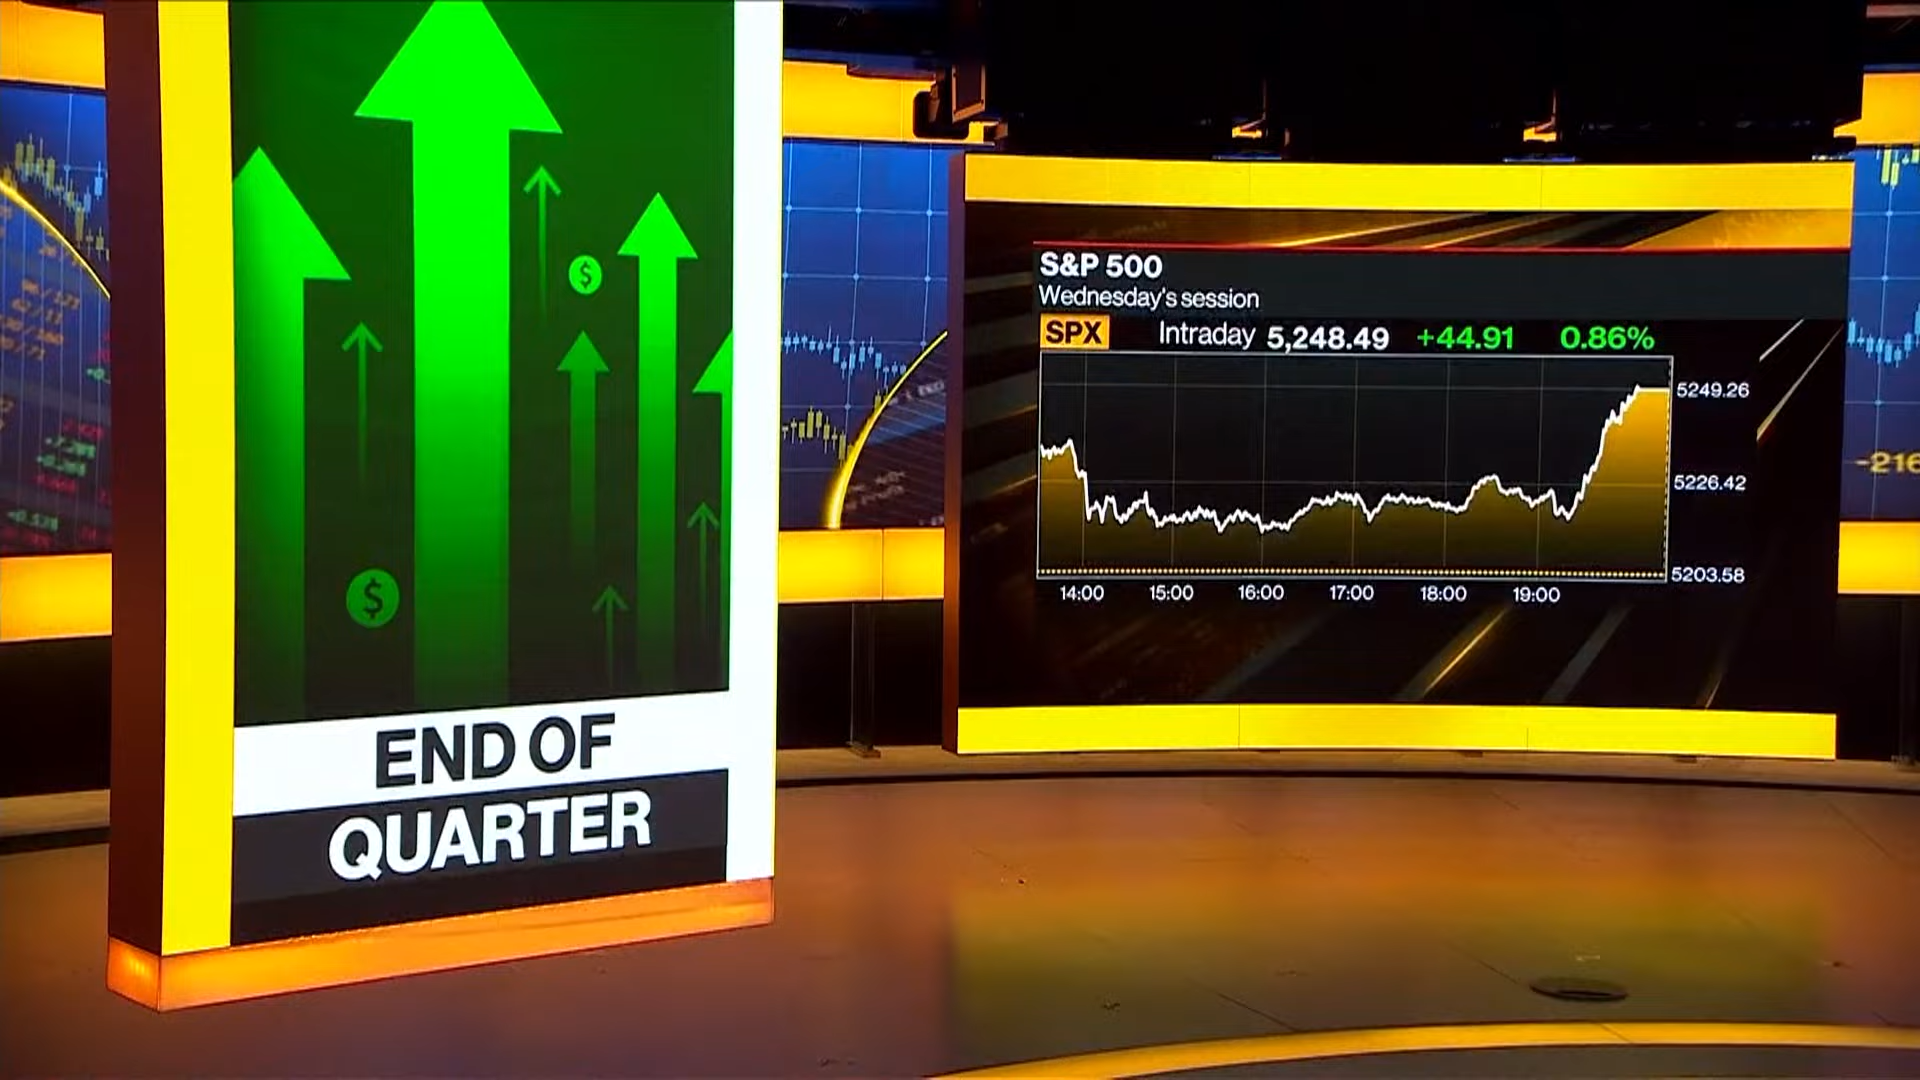 END OF
QUARTER
S&P 500
Wednesday's session
SPX Intraday 5,248.49 +44.91 0.86%
5249.26
5226.42
5203.58
14:00 15:00 16:00 17:00 18:00 19:00
-216